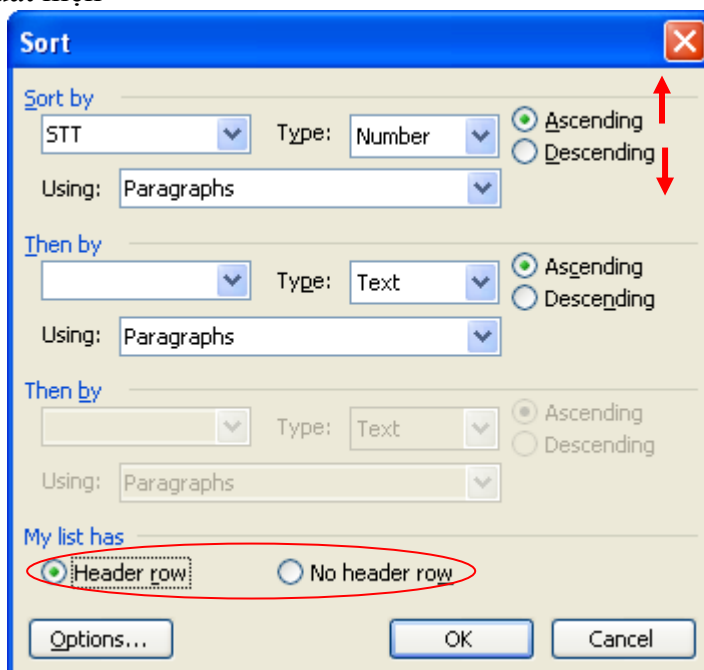 Sort
Sort by
STT Type: Number Ascending
Descending
Using: Paragraphs
Then by
Type: Text Ascending
Descending
Using: Paragraphs
Then by
Type: Text Ascending
Descending
Using: Paragraphs
My list has
Header row No header row
Options... OK Cancel